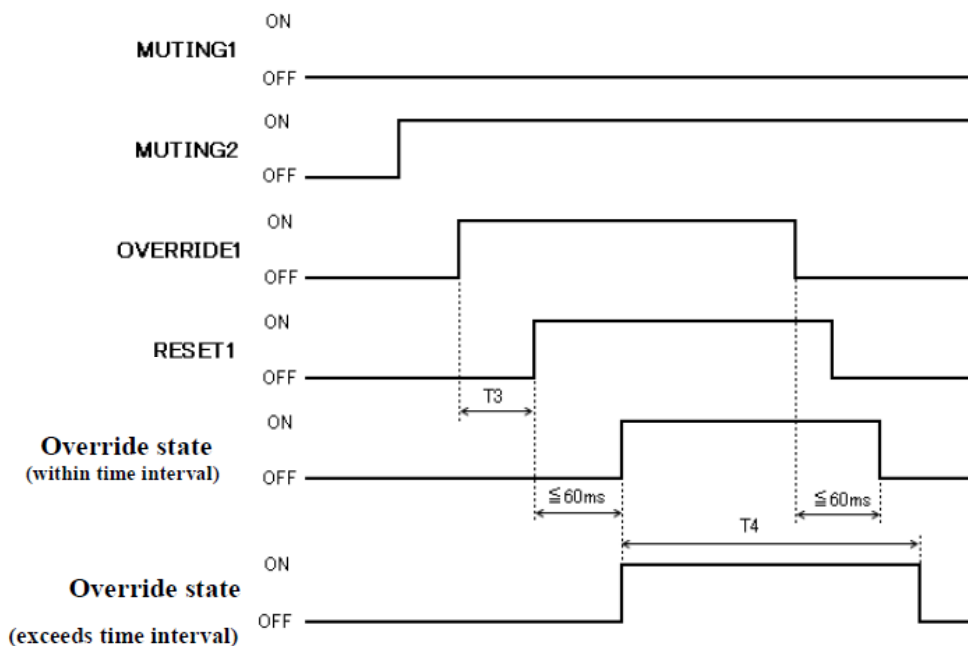 ON
MUTING1
OFF
ON
MUTING2
OFF
ON
OVERRIDE1
OFF
ON
RESET1
OFF
T3
ON
Override state
(within time interval)
OFF
≦60ms
≦60ms
T4
ON
Override state
OFF
(exceeds time interval)